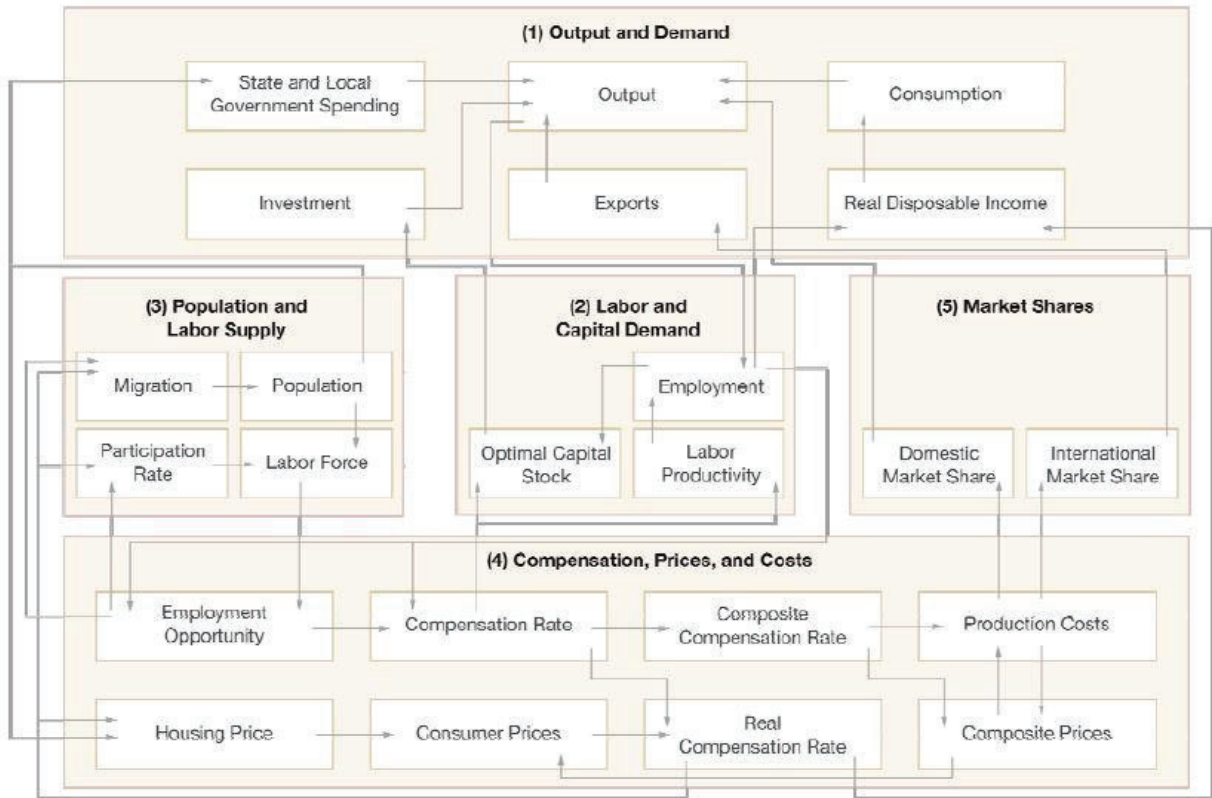 (1) Output and Demand
State and Local
Government Spending
Output
Consumption
Investment
Exports
Real Disposable Income
(3) Population and
Labor Supply
Migration
Population
Participation
Rate
Labor Force
(2) Labor and
Capital Demand
Employment
Optimal Capital
Stock
Labor
Productivity
(5) Market Shares
Domestic
Market Share
International
Market Share
(4) Compensation, Prices, and Costs
Employment
Opportunity
Compensation Rate
Composite
Compensation Rate
Production Costs
Housing Price
Consumer Prices
Real
Compensation Rate
Composite Prices